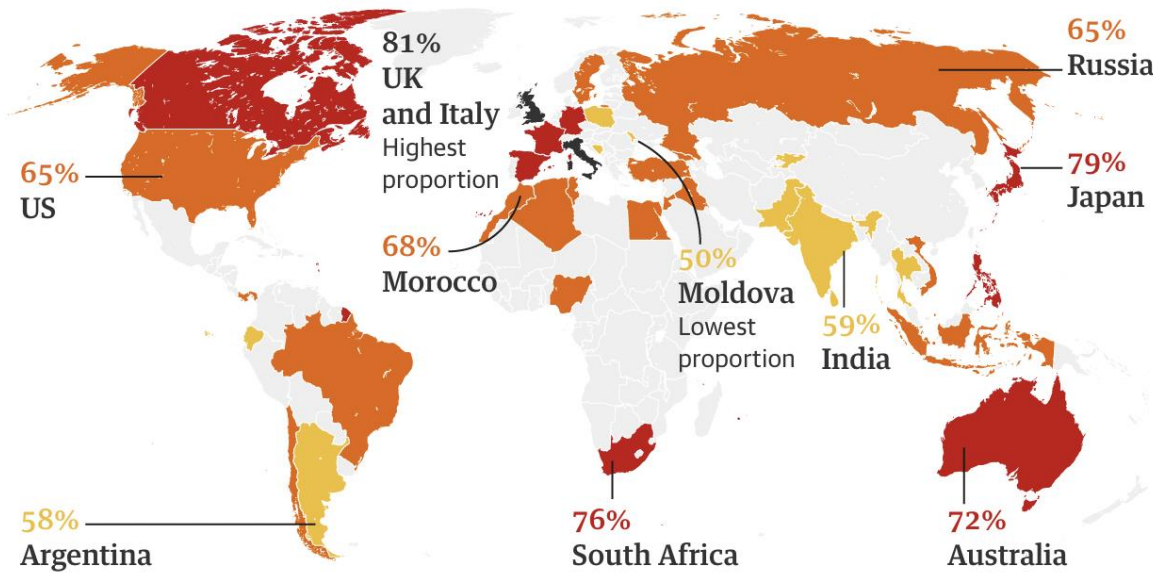 81%
UK
and Italy
Highest
proportion
65%
Russia
65%
US
79%
Japan
68%
Morocco
50%
Moldova
Lowest
proportion
59%
India
58%
Argentina
76%
South Africa
72%
Australia